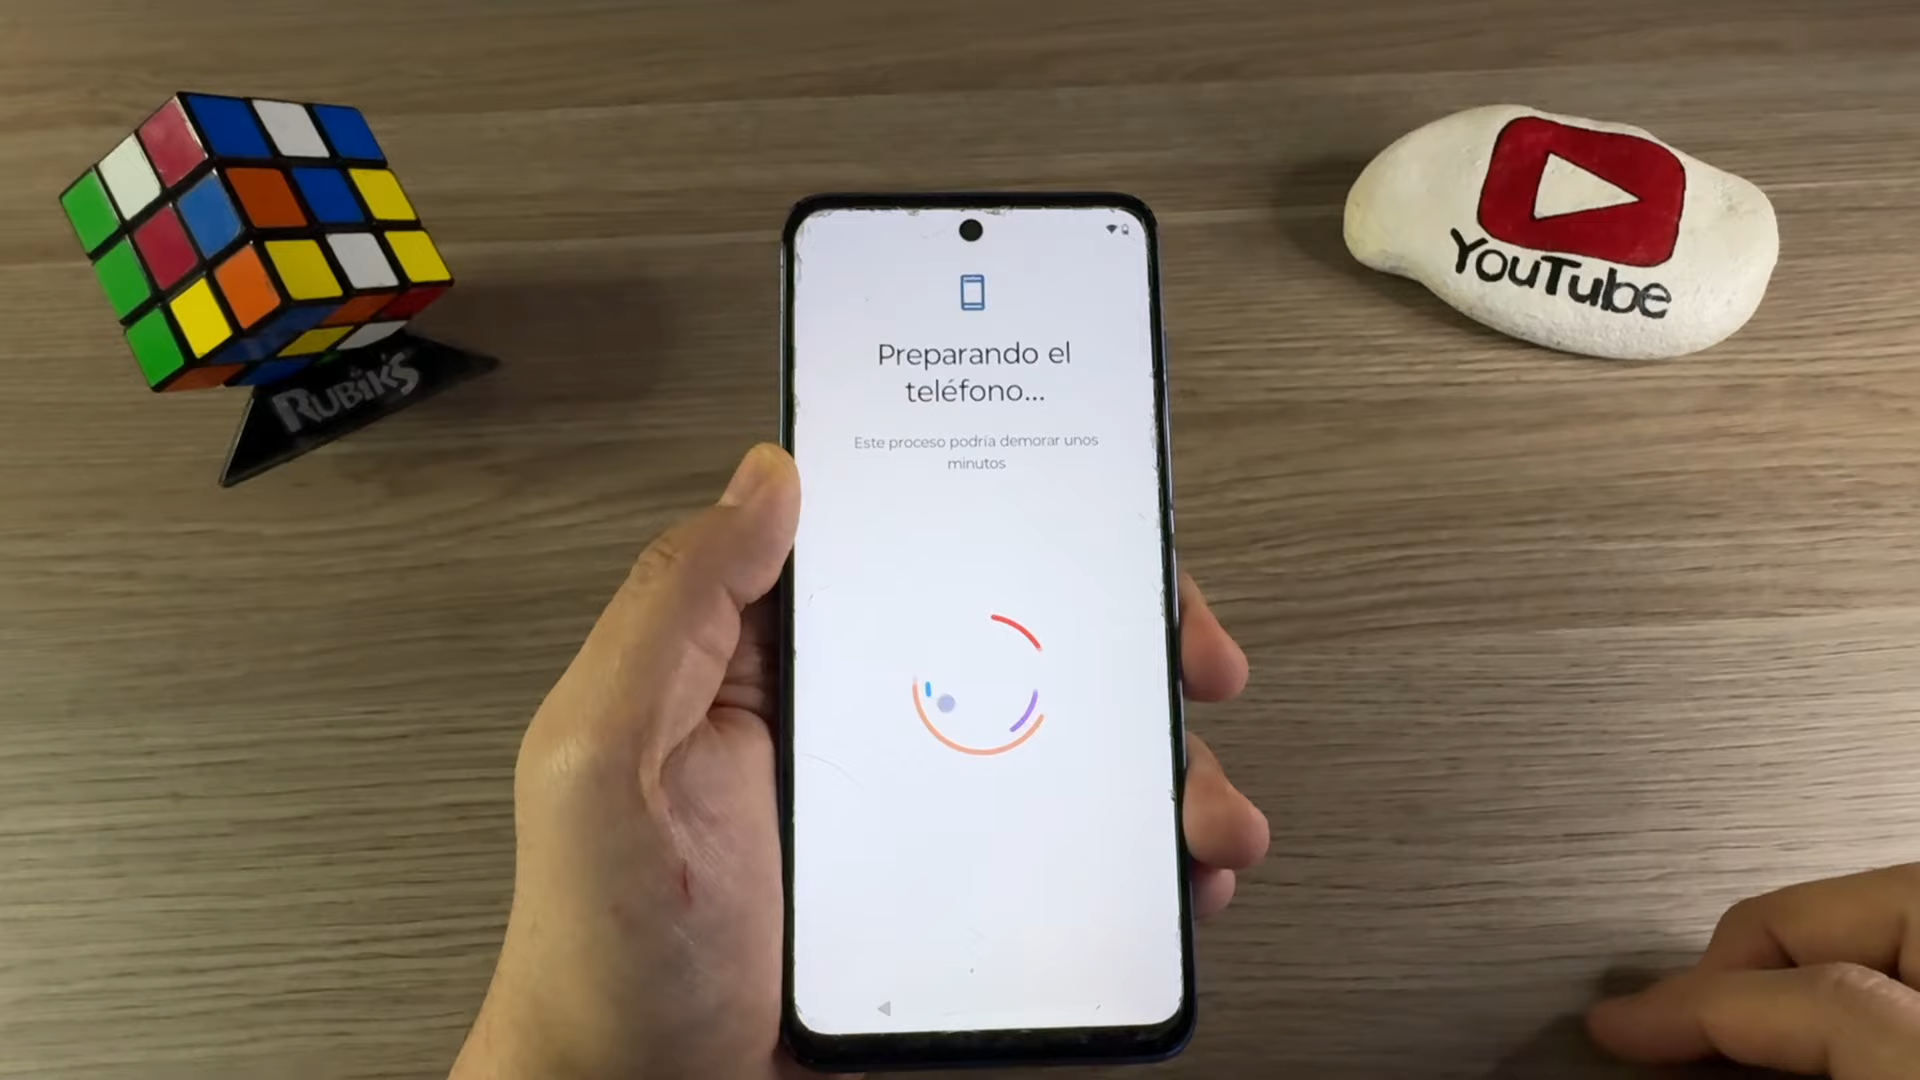 RUBIK'S
YouTube
Preparando el
teléfono...
Este proceso podría demorar unos
minutos